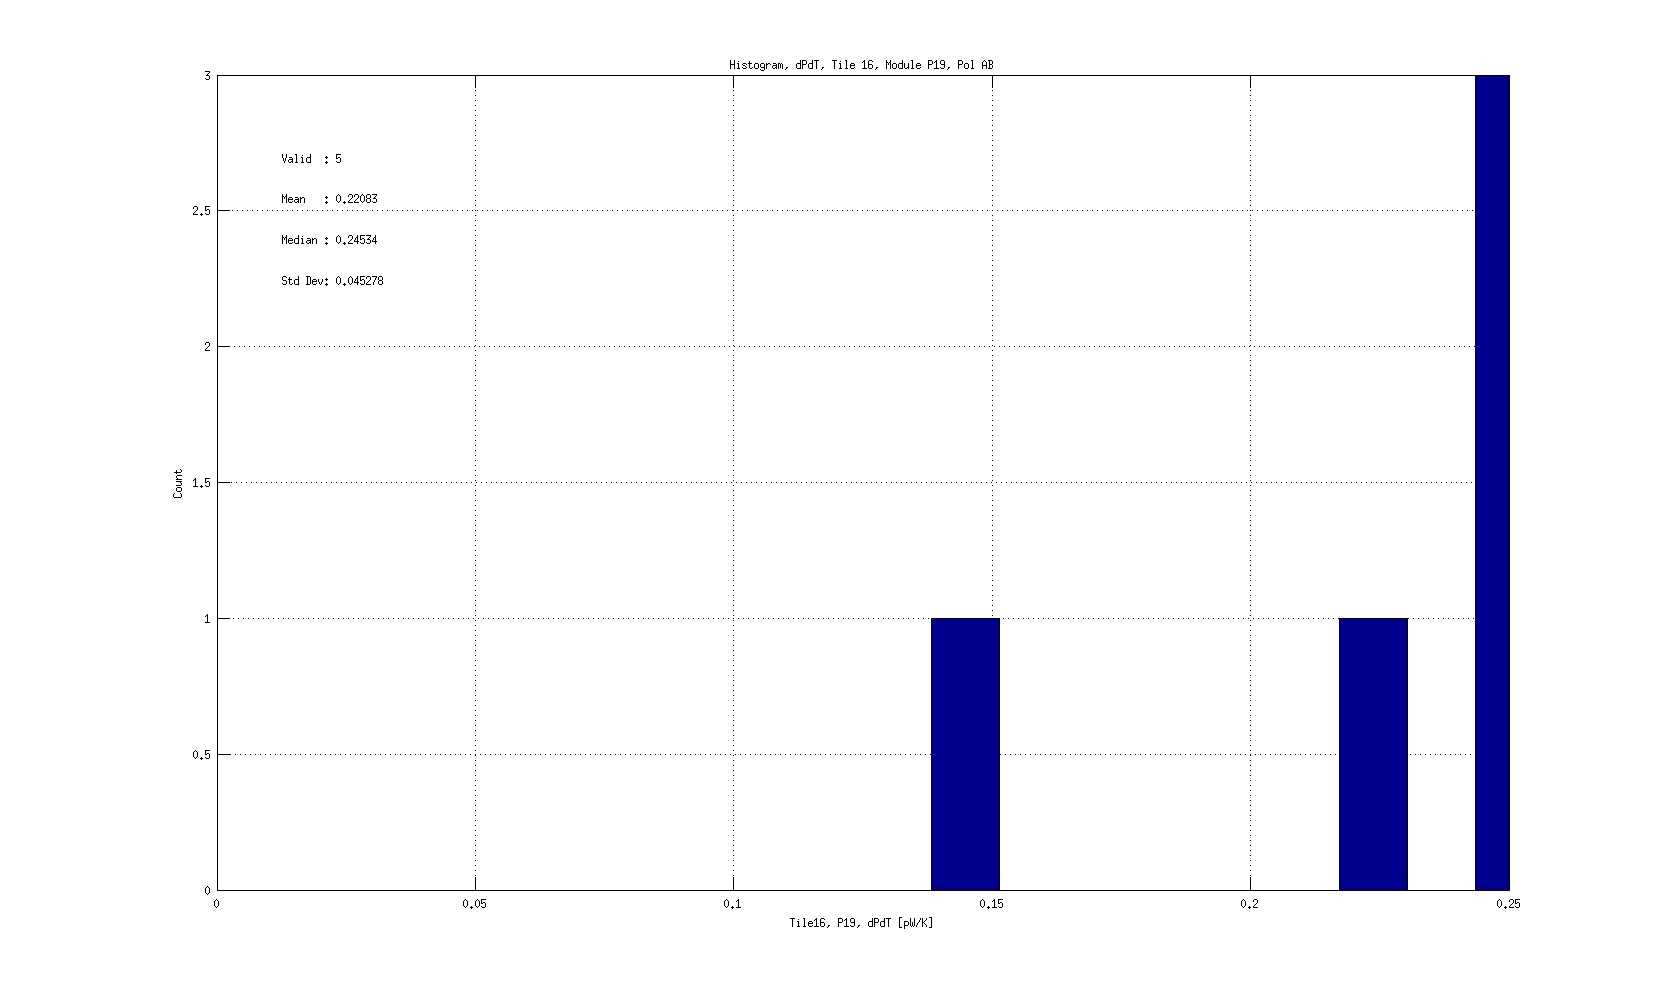 Histogram, dPdT, Tile 16, Module P19, Pol AB
3
Valid  : 5
Mean   : 0.22083
2.5
Median : 0.24534
Std Dev: 0.045278
2
Count
1.5
1
0.5
0
0 0.05 0.1 0.15 0.2 0.25
Tile16, P19, dPdT [pW/K]